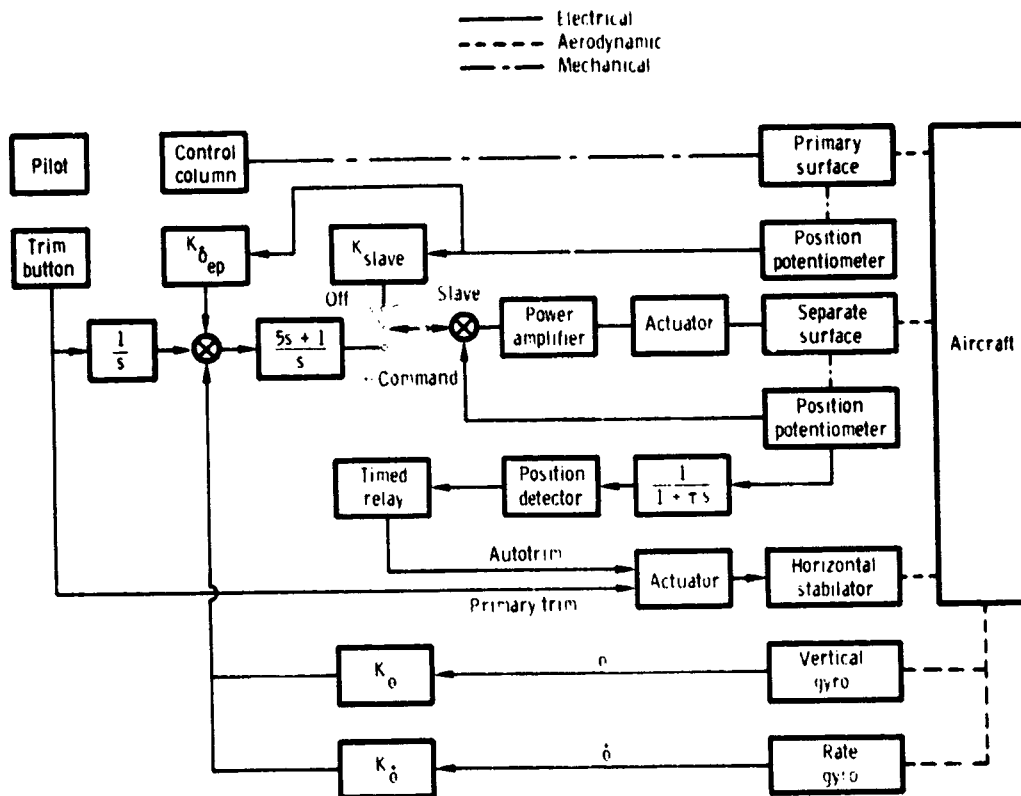 Electrical
Aerodynamic
Mechanical
Pilot
Control
column
Primary
surface
Trim
button
K
δ
ep
K
slave
Position
potentiometer
Off
Slave
1
s
5s + 1
s
Power
amplifier
Actuator
Separate
surface
Aircraft
Command
Position
potentiometer
Timed
relay
Position
detector
1
1 + τ s
Autotrim
Primary trim
Actuator
Horizontal
stabilator
K
θ
Vertical
gyro
K
θ̇
θ̇
Rate
gyro